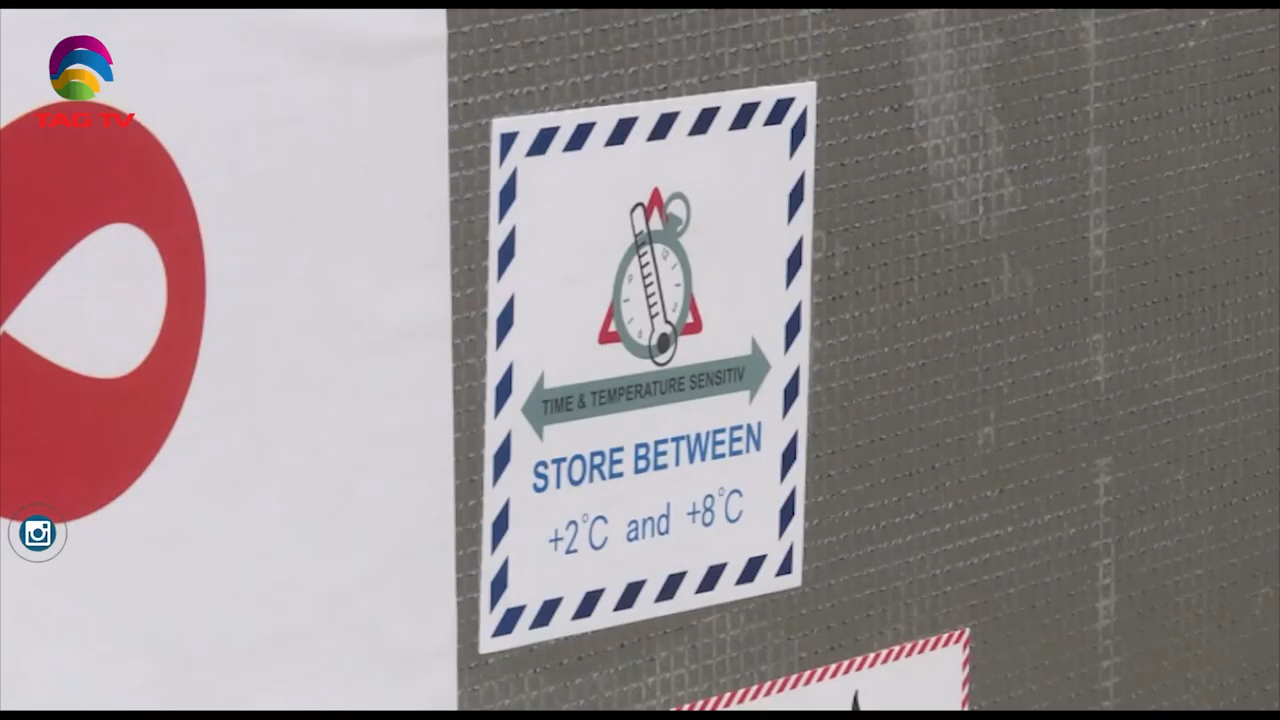 TAG TV
TIME & TEMPERATURE SENSITIV
STORE BETWEEN
+2°C and +8°C